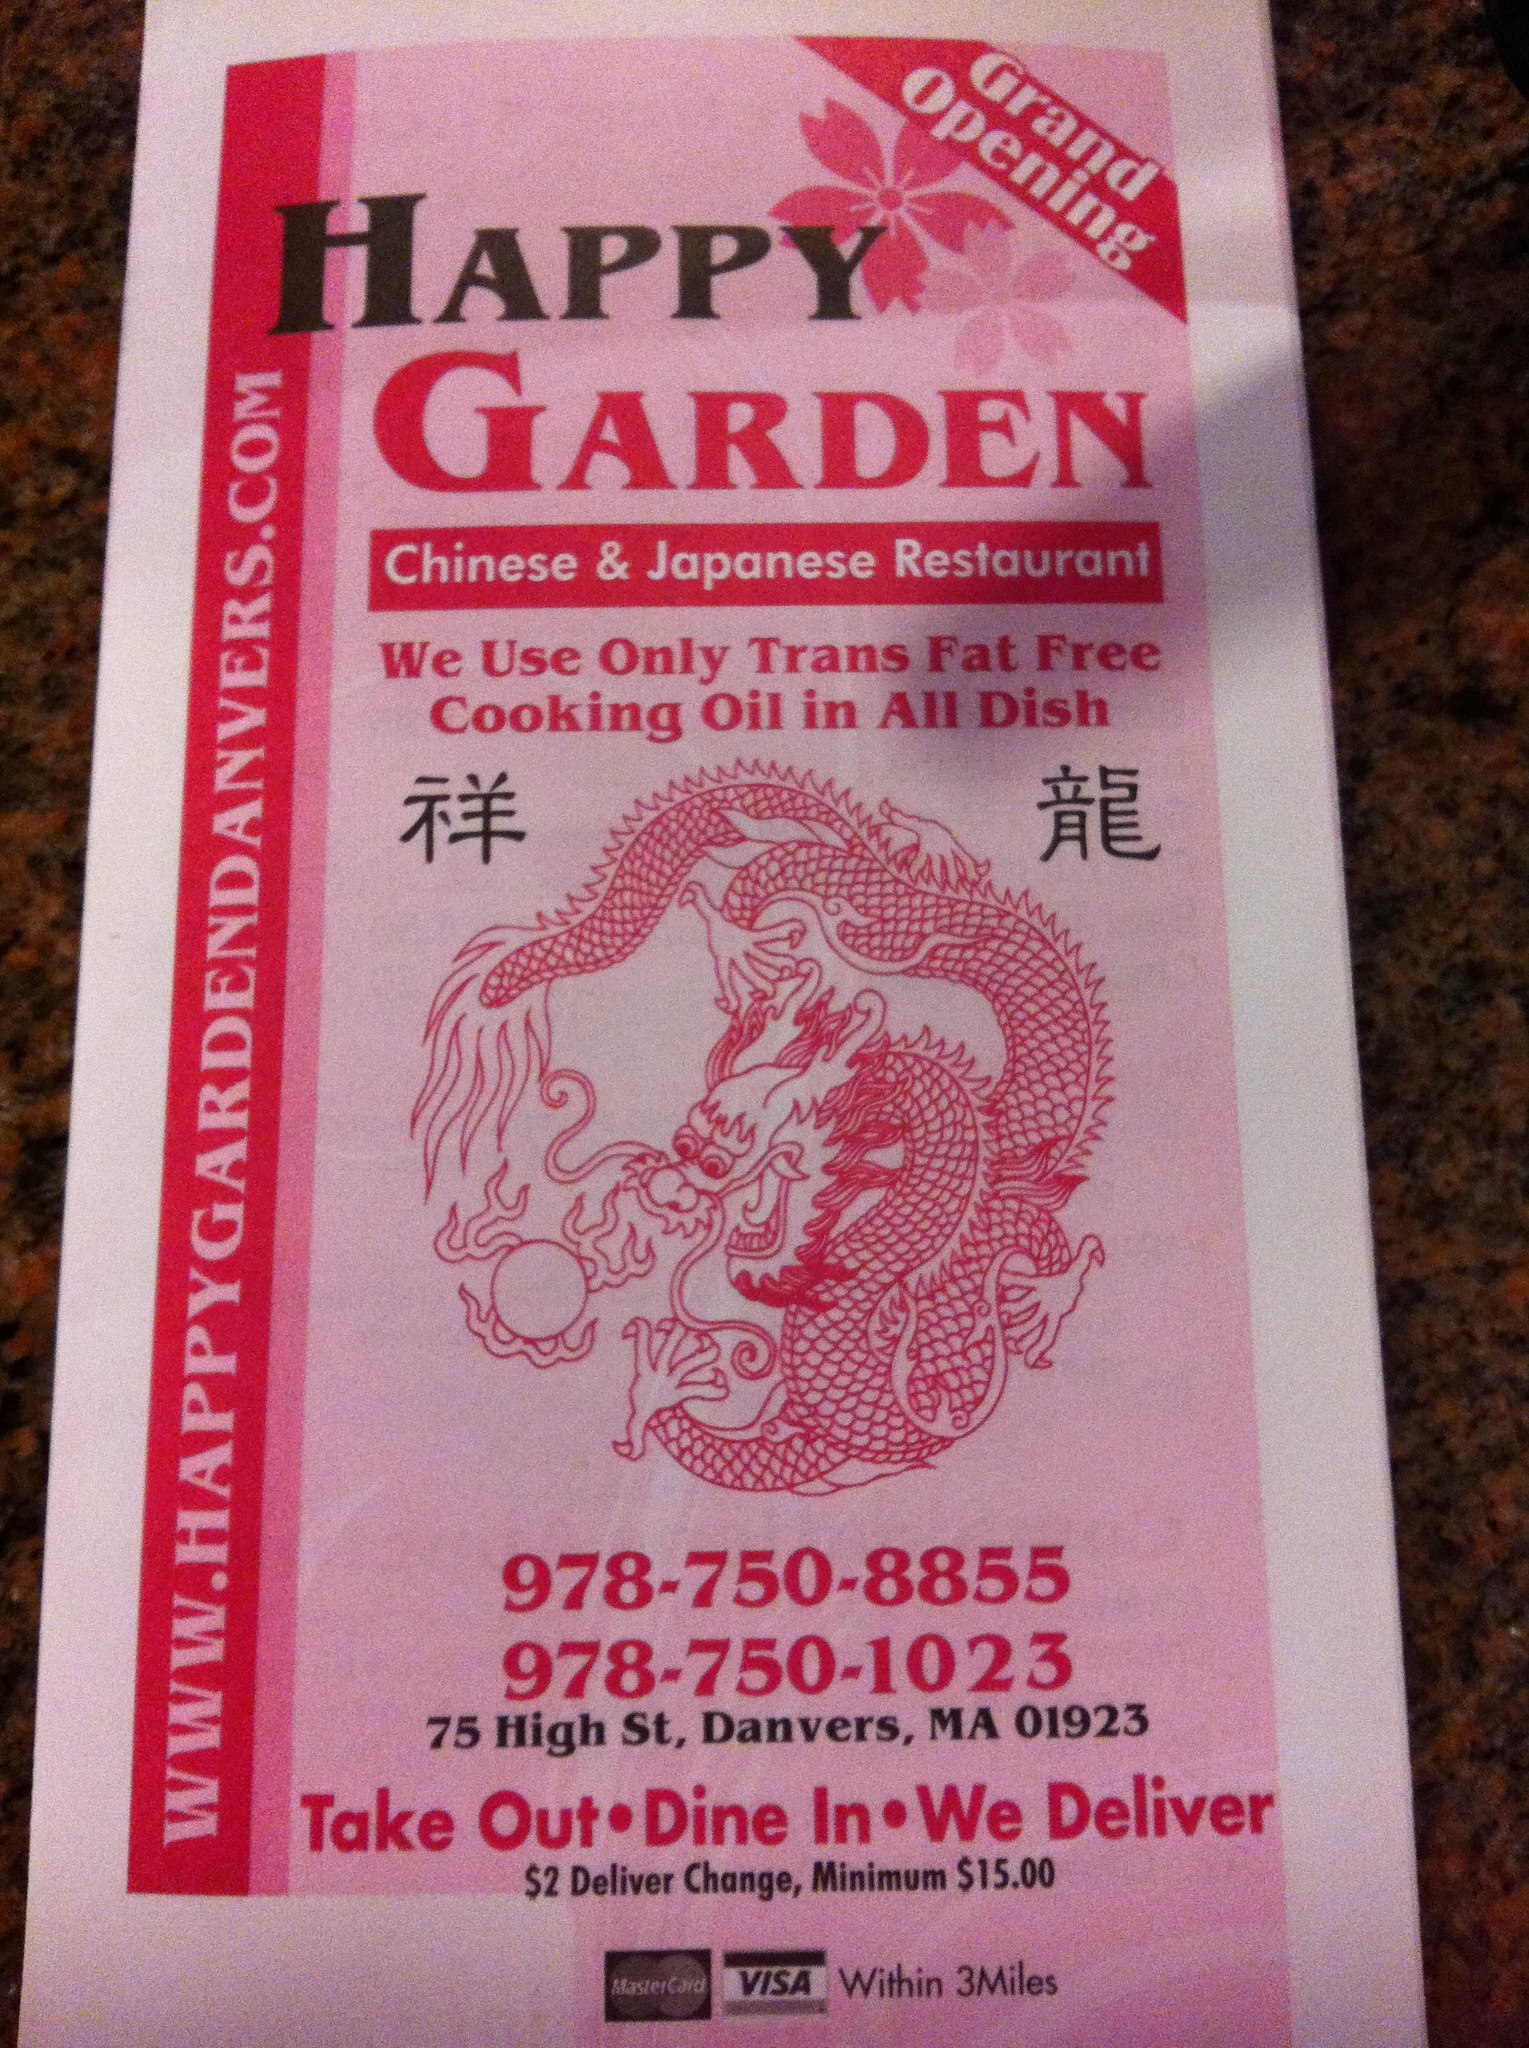 Grand
Opening
HAPPY
GARDEN
Chinese & Japanese Restaurant
We Use Only Trans Fat Free
Cooking Oil in All Dish
祥 龍
WWW.HAPPYGARDENDANVERS.COM
978-750-8855
978-750-1023
75 High St, Danvers, MA 01923
Take Out•Dine In•We Deliver
$2 Deliver Change, Minimum $15.00
MasterCard VISA Within 3Miles